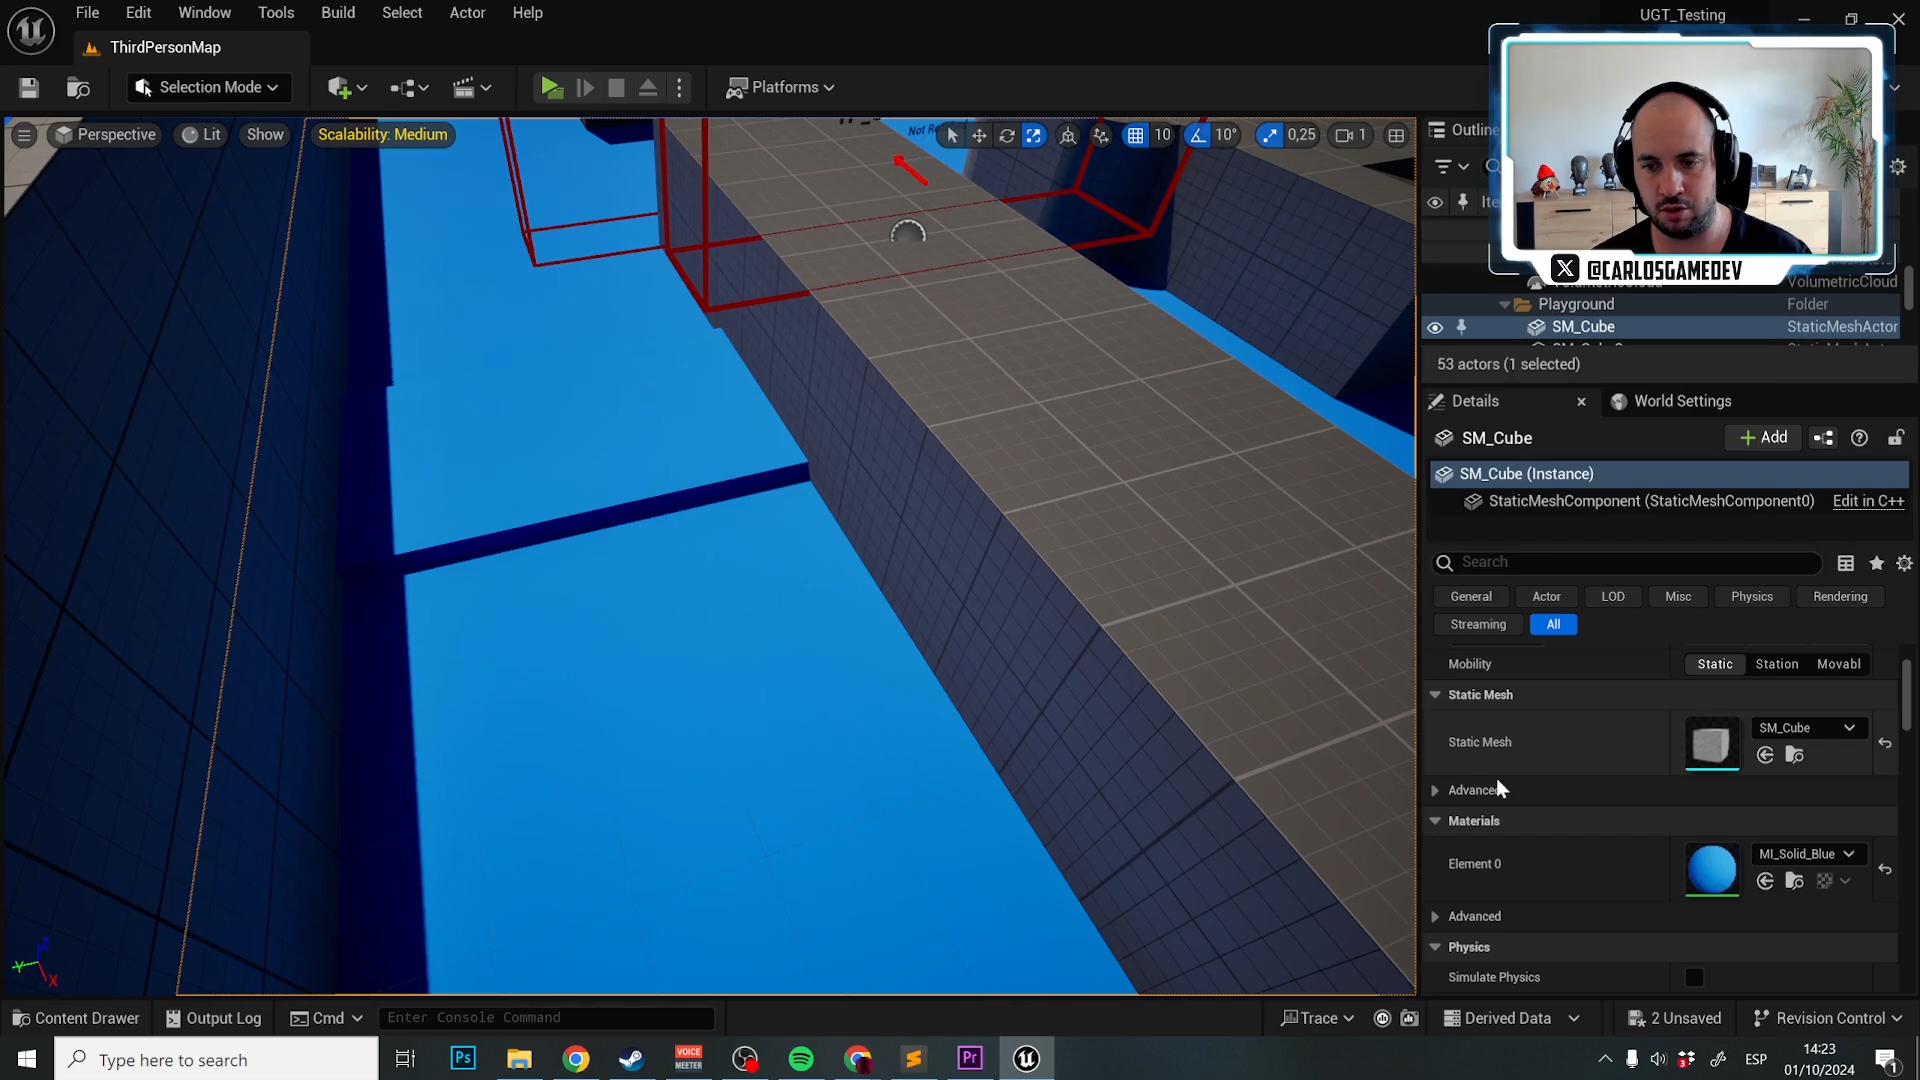 File Edit Window Tools Build Select Actor Help
UGT_Testing
ThirdPersonMap
Selection Mode
Platforms
Perspective Lit Show Scalability: Medium
10 10° 0,25 1
Outline
@CARLOSGAMEDEV
VolumetricCloud
Playground Folder
SM_Cube StaticMeshActor
53 actors (1 selected)
Details World Settings
SM_Cube Add
SM_Cube (Instance)
StaticMeshComponent (StaticMeshComponent0) Edit in C++
Search
General Actor LOD Misc Physics Rendering
Streaming All
Mobility Static Station Movabl
Static Mesh
Static Mesh SM_Cube
Advanced
Materials
Element 0 MI_Solid_Blue
Advanced
Physics
Simulate Physics
Content Drawer Output Log Cmd Enter Console Command Trace Derived Data 2 Unsaved Revision Control
Type here to search
Ps
VOICE
MEETER
Pr
ESP
14:23
01/10/2024